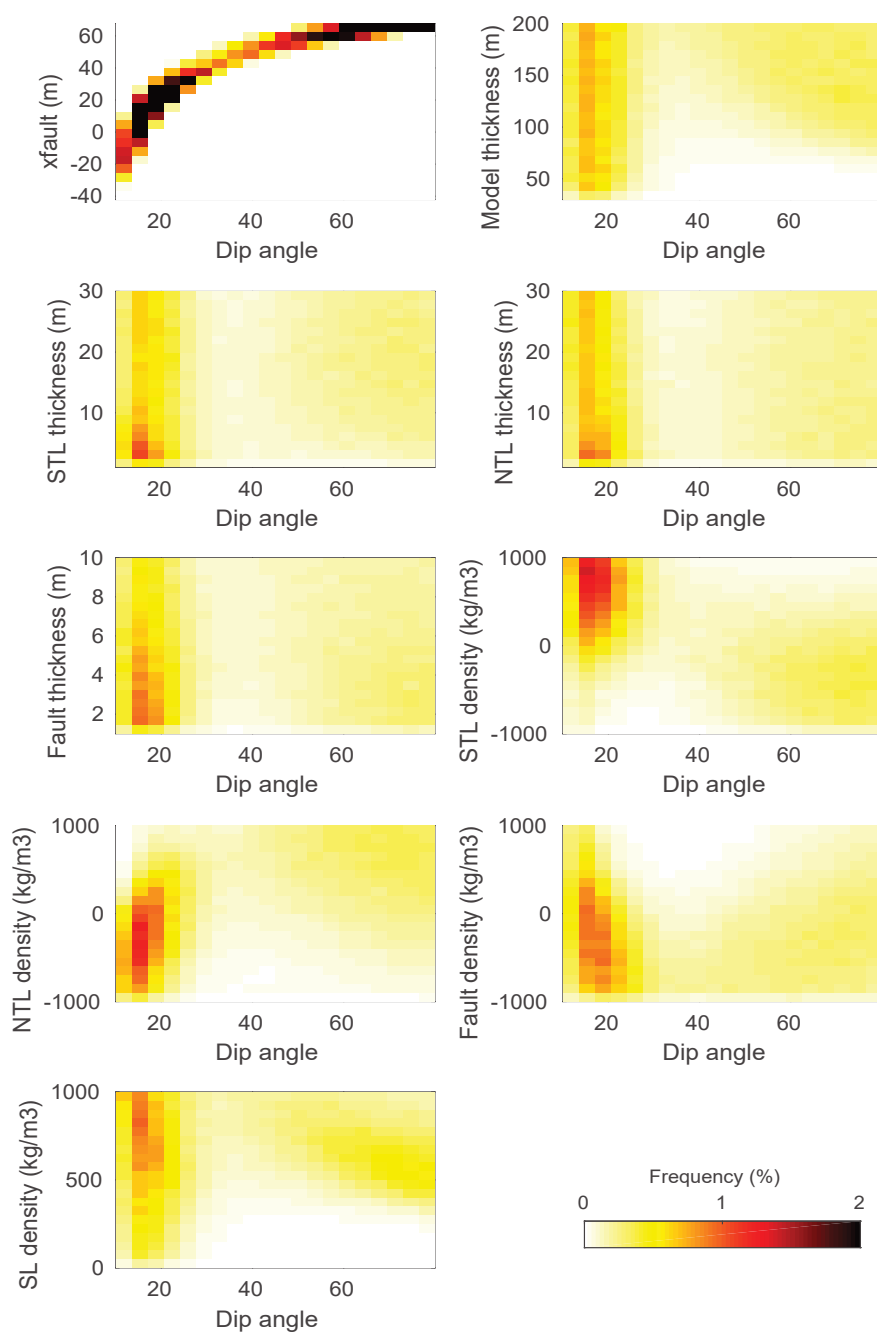 60
40
20
0
-20
-40
xfault (m)
20 40 60
Dip angle
200
150
100
50
Model thickness (m)
20 40 60
Dip angle
30
20
10
STL thickness (m)
20 40 60
Dip angle
30
20
10
NTL thickness (m)
20 40 60
Dip angle
10
8
6
4
2
Fault thickness (m)
20 40 60
Dip angle
1000
0
-1000
STL density (kg/m3)
20 40 60
Dip angle
1000
0
-1000
NTL density (kg/m3)
20 40 60
Dip angle
1000
0
-1000
Fault density (kg/m3)
20 40 60
Dip angle
1000
500
0
SL density (kg/m3)
20 40 60
Dip angle
Frequency (%)
0 1 2